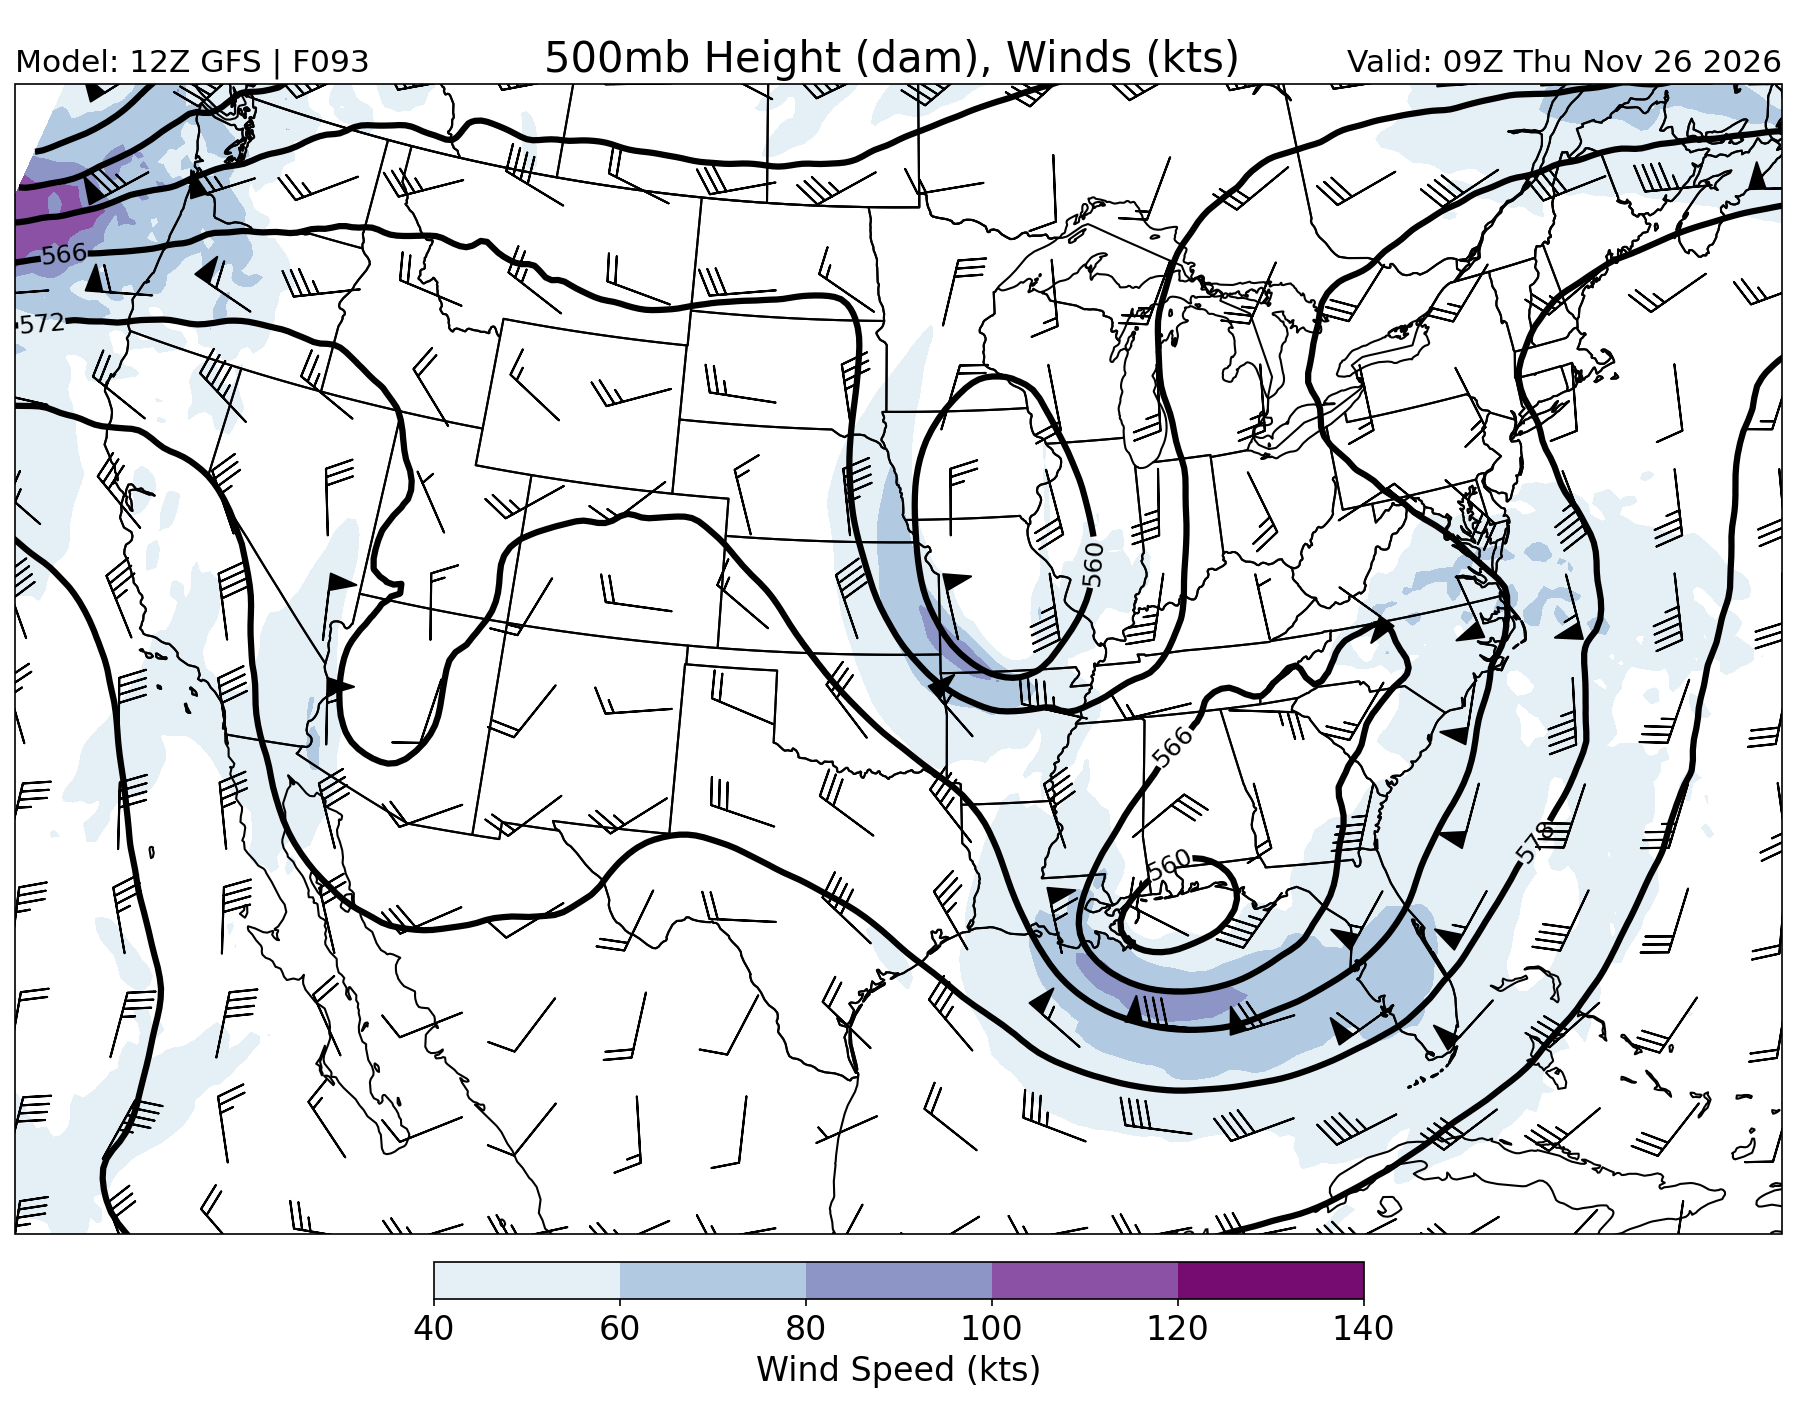 Model: 12Z GFS | F093
500mb Height (dam), Winds (kts)
Valid: 09Z Thu Nov 26 2026
566
572
560
566
560
578
40 60 80 100 120 140
Wind Speed (kts)